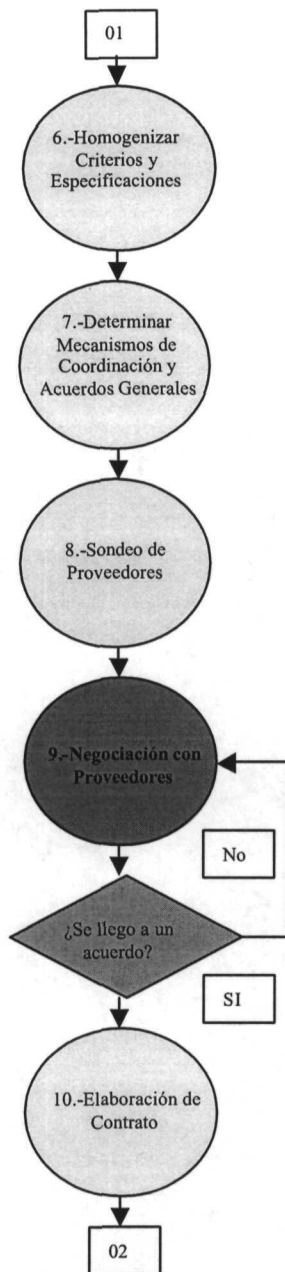 01
6.-Homogenizar
Criterios y
Especificaciones
7.-Determinar
Mecanismos de
Coordinación y
Acuerdos Generales
8.-Sondeo de
Proveedores
9.-Negociación con
Proveedores
No
¿Se llego a un
acuerdo?
SI
10.-Elaboración de
Contrato
02